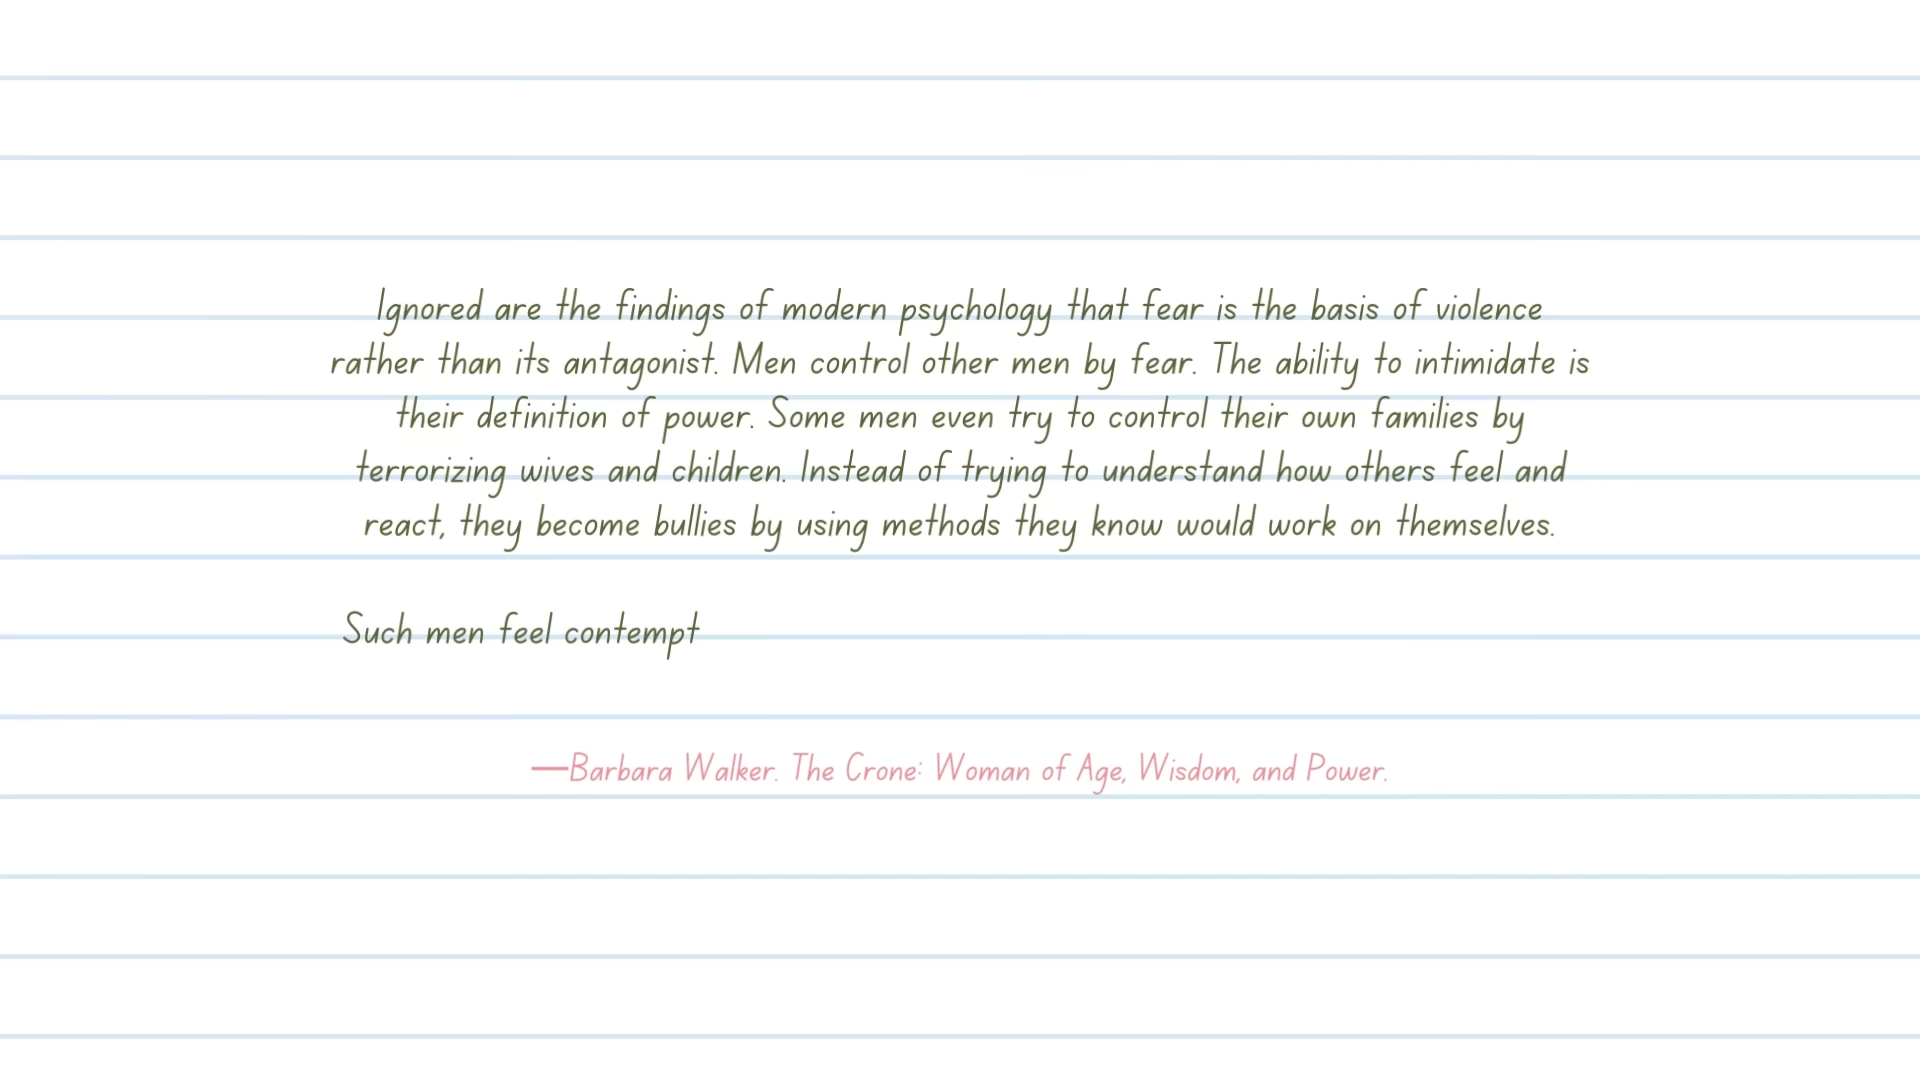 Ignored are the findings of modern psychology that fear is the basis of violence
rather than its antagonist. Men control other men by fear. The ability to intimidate is
their definition of power. Some men even try to control their own families by
terrorizing wives and children. Instead of trying to understand how others feel and
react, they become bullies by using methods they know would work on themselves.
Such men feel contempt
—Barbara Walker. The Crone: Woman of Age, Wisdom, and Power.